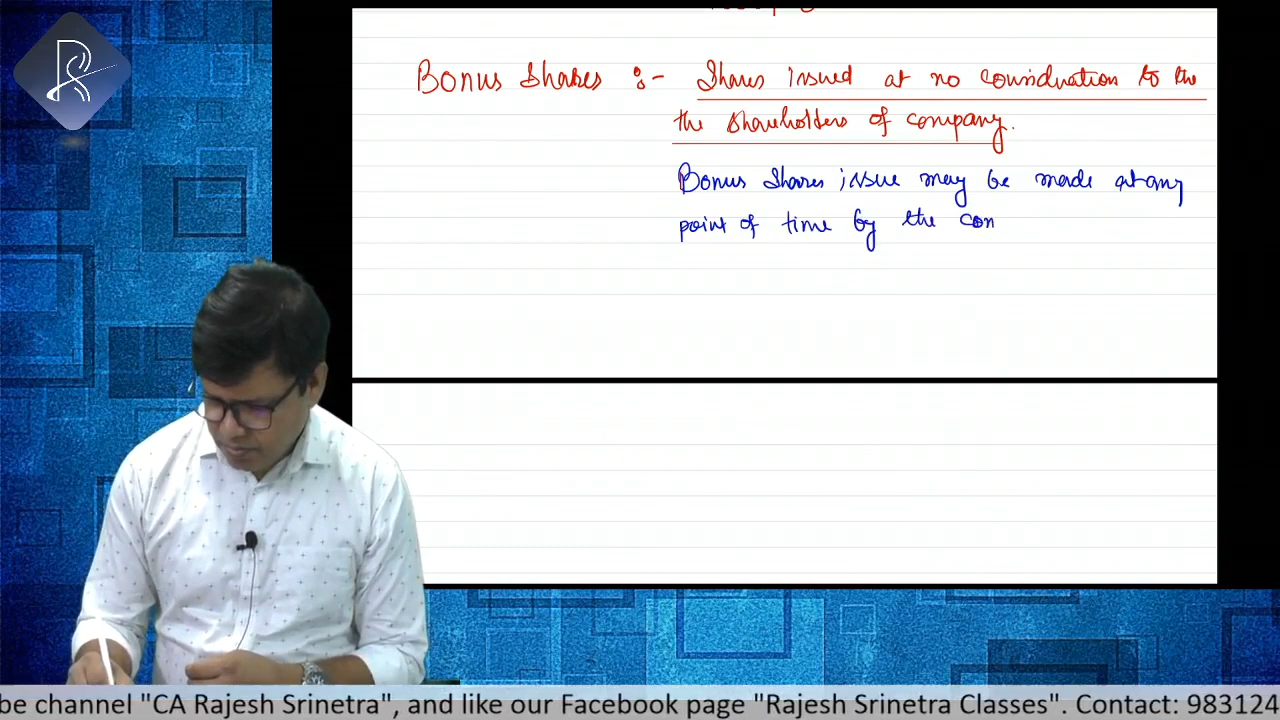 Bonus Shares :- Shares issued at no consideration to the
the shareholders of company.
Bonus Shares issue may be made at any
point of time by the com
RS
be channel "CA Rajesh Srinetra", and like our Facebook page "Rajesh Srinetra Classes". Contact: 983124